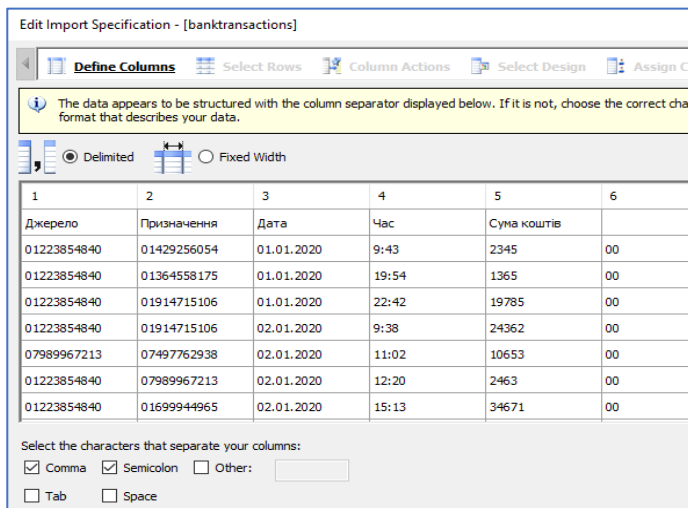 Edit Import Specification - [banktransactions]
Define Columns Select Rows Column Actions Select Design Assign C
The data appears to be structured with the column separator displayed below. If it is not, choose the correct cha
format that describes your data.
Delimited Fixed Width
1 2 3 4 5 6
Джерело Призначення Дата Час Сума коштів
01223854840 01429256054 01.01.2020 9:43 2345 00
01223854840 01364558175 01.01.2020 19:54 1365 00
01223854840 01914715106 01.01.2020 22:42 19785 00
01223854840 01914715106 02.01.2020 9:38 24362 00
07989967213 07497762938 02.01.2020 11:02 10653 00
01223854840 07989967213 02.01.2020 12:20 2463 00
01223854840 01699944965 02.01.2020 15:13 34671 00
Select the characters that separate your columns:
Comma Semicolon Other:
Tab Space